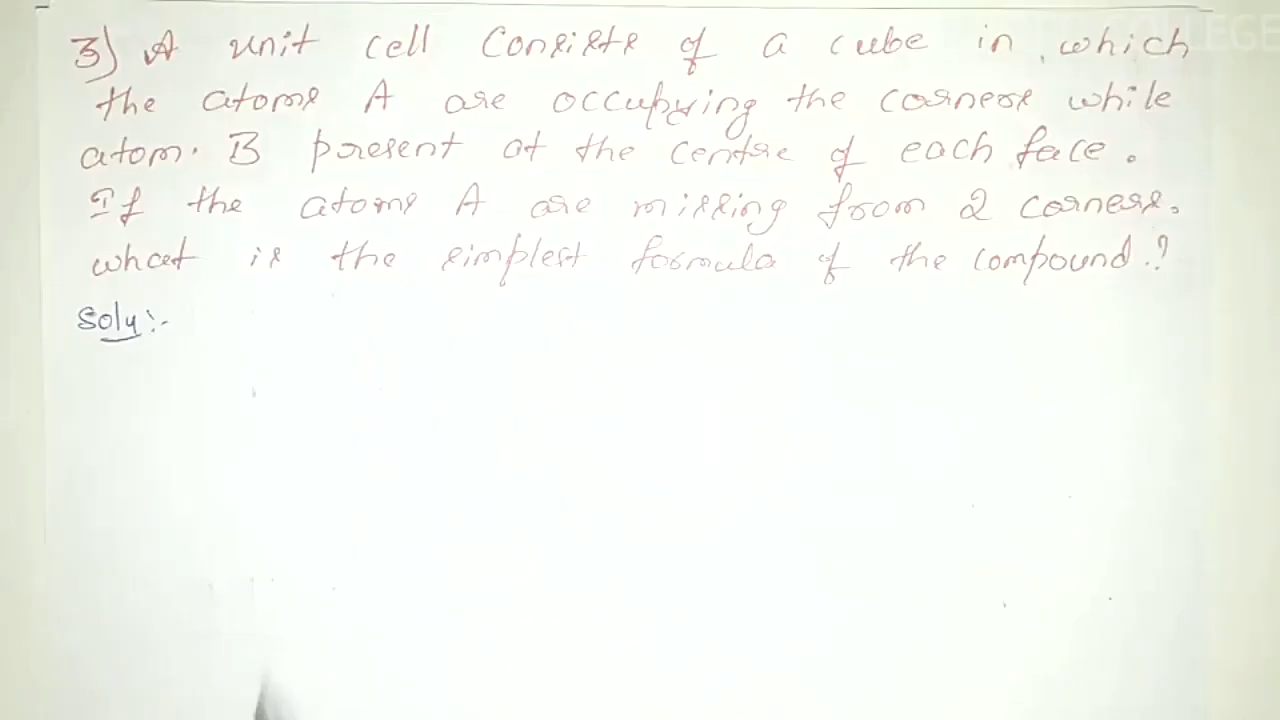 3) A unit cell Consists of a cube in which
the atoms A are occupying the corners while
atom. B present at the centre of each face.
If the atoms A are missing from 2 corners.
what is the simplest formula of the compound.?
Soly:-